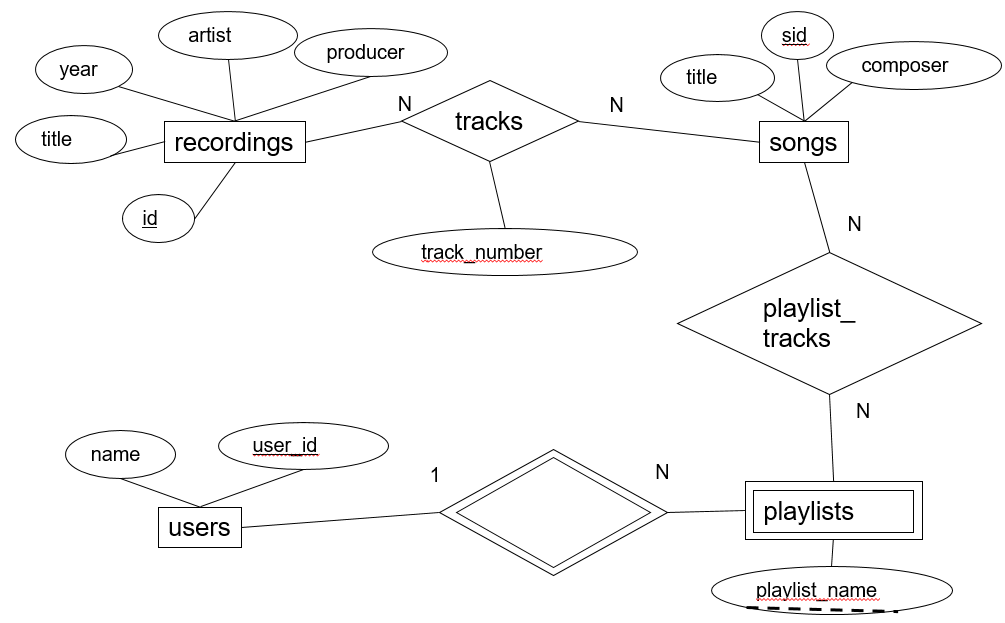 artist
sid
producer
year
title
composer
title
N
N
tracks
recordings
songs
id
N
track_number
playlist_
tracks
N
name
user_id
1
N
users
playlists
playlist_name